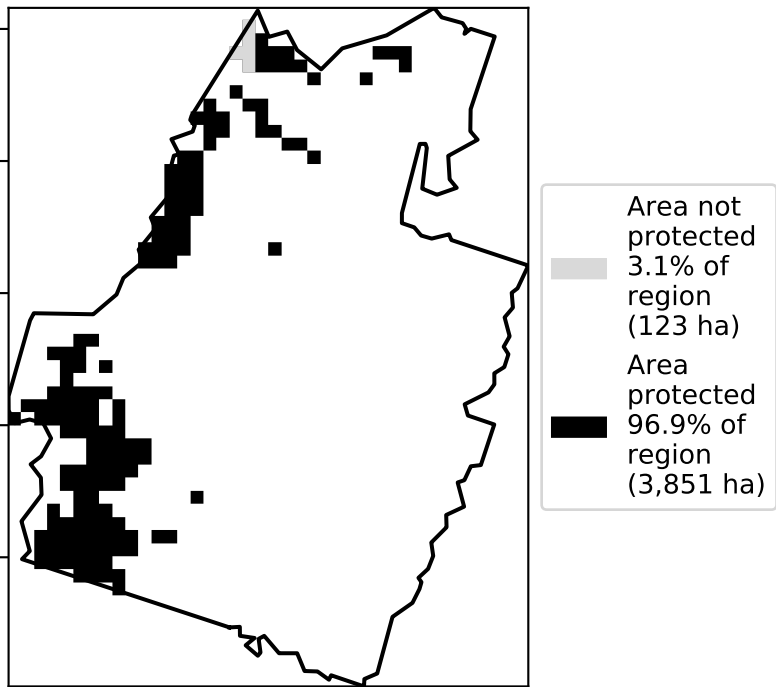 Area not
protected
3.1% of
region
(123 ha)
Area
protected
96.9% of
region
(3,851 ha)